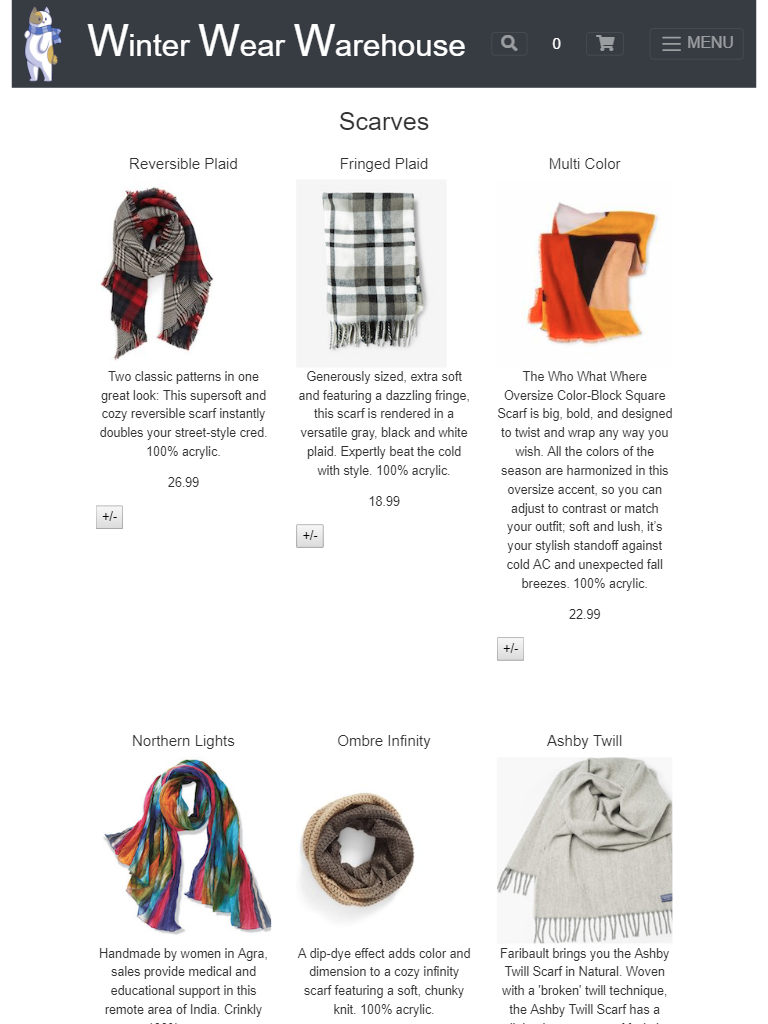 Winter Wear Warehouse
0
MENU
Scarves
Reversible Plaid
Two classic patterns in one
great look: This supersoft and
cozy reversible scarf instantly
doubles your street-style cred.
100% acrylic.
26.99
+/-
Fringed Plaid
Generously sized, extra soft
and featuring a dazzling fringe,
this scarf is rendered in a
versatile gray, black and white
plaid. Expertly beat the cold
with style. 100% acrylic.
18.99
+/-
Multi Color
The Who What Where
Oversize Color-Block Square
Scarf is big, bold, and designed
to twist and wrap any way you
wish. All the colors of the
season are harmonized in this
oversize accent, so you can
adjust to contrast or match
your outfit; soft and lush, it’s
your stylish standoff against
cold AC and unexpected fall
breezes. 100% acrylic.
22.99
+/-
Northern Lights
Handmade by women in Agra,
sales provide medical and
educational support in this
remote area of India. Crinkly
Ombre Infinity
A dip-dye effect adds color and
dimension to a cozy infinity
scarf featuring a soft, chunky
knit. 100% acrylic.
Ashby Twill
Faribault brings you the Ashby
Twill Scarf in Natural. Woven
with a 'broken' twill technique,
the Ashby Twill Scarf has a